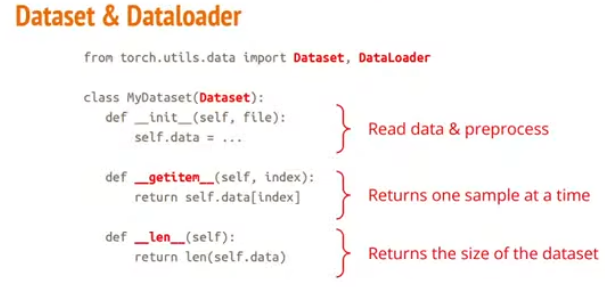 Dataset & Dataloader
from torch.utils.data import Dataset, DataLoader
class MyDataset(Dataset):
def __init__(self, file):
self.data = ...
Read data & preprocess
def __getitem__(self, index):
return self.data[index]
Returns one sample at a time
def __len__(self):
return len(self.data)
Returns the size of the dataset